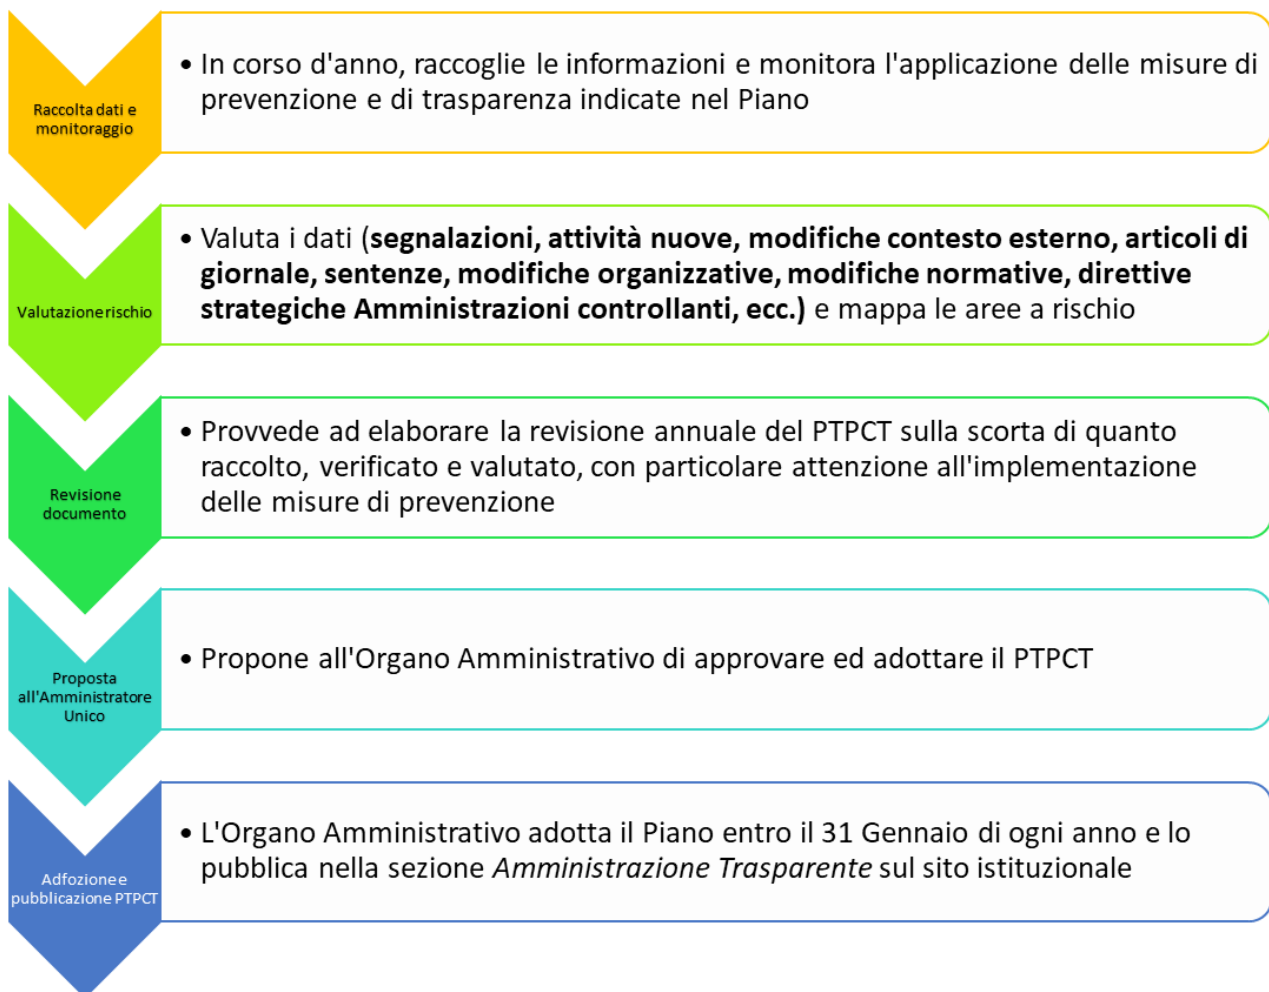 Raccolta dati e
monitoraggio
• In corso d'anno, raccoglie le informazioni e monitora l'applicazione delle misure di
prevenzione e di trasparenza indicate nel Piano
Valutazione rischio
• Valuta i dati (segnalazioni, attività nuove, modifiche contesto esterno, articoli di
giornale, sentenze, modifiche organizzative, modifiche normative, direttive
strategiche Amministrazioni controllanti, ecc.) e mappa le aree a rischio
Revisione
documento
• Provvede ad elaborare la revisione annuale del PTPCT sulla scorta di quanto
raccolto, verificato e valutato, con particolare attenzione all'implementazione
delle misure di prevenzione
Proposta
all'Amministratore
Unico
• Propone all'Organo Amministrativo di approvare ed adottare il PTPCT
Adfozione e
pubblicazione PTPCT
• L'Organo Amministrativo adotta il Piano entro il 31 Gennaio di ogni anno e lo
pubblica nella sezione Amministrazione Trasparente sul sito istituzionale